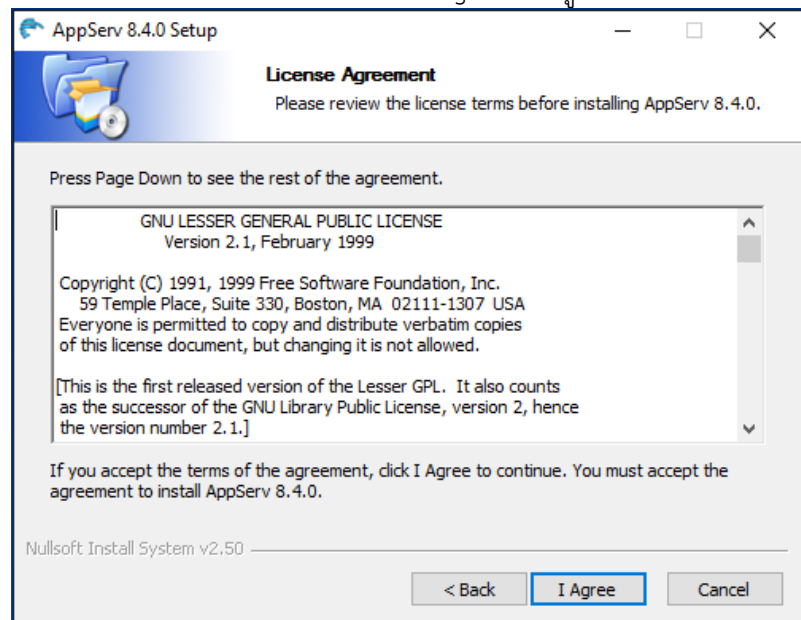 AppServ 8.4.0 Setup
License Agreement
Please review the license terms before installing AppServ 8.4.0.
Press Page Down to see the rest of the agreement.
GNU LESSER GENERAL PUBLIC LICENSE
Version 2.1, February 1999
Copyright (C) 1991, 1999 Free Software Foundation, Inc.
59 Temple Place, Suite 330, Boston, MA 02111-1307 USA
Everyone is permitted to copy and distribute verbatim copies
of this license document, but changing it is not allowed.
[This is the first released version of the Lesser GPL. It also counts
as the successor of the GNU Library Public License, version 2, hence
the version number 2.1.]
If you accept the terms of the agreement, click I Agree to continue. You must accept the
agreement to install AppServ 8.4.0.
Nullsoft Install System v2.50
< Back I Agree Cancel